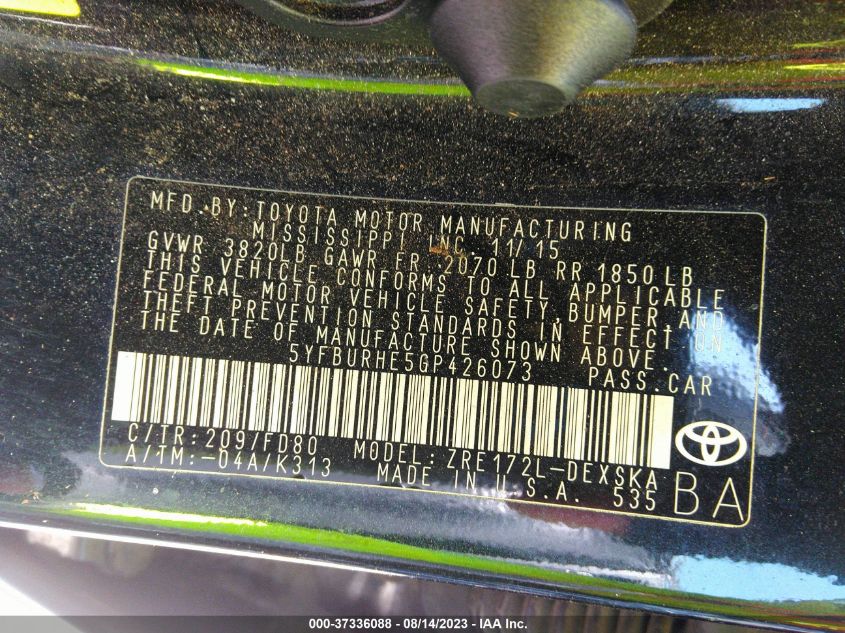 MFD.BY:TOYOTA MOTOR MANUFACTURING
MISSISSIPPI INC. 11/15
GVWR 3820LB GAWR FR 2070 LB RR 1850LB
THIS VEHICLE CONFORMS TO ALL APPLICABLE
FEDERAL MOTOR VEHICLE SAFETY,BUMPER,AND
THEFT PREVENTION STANDARDS IN EFFECT ON
THE DATE OF MANUFACTURE SHOWN ABOVE.
5YFBURHE5GP426073 PASS.CAR
C/TR:209/FD80 MODEL:ZRE172L-DEXSKA
A/TM:-04A/K313 MADE IN U.S.A. 535
BA
000-37336088 - 08/14/2023 - IAA Inc.